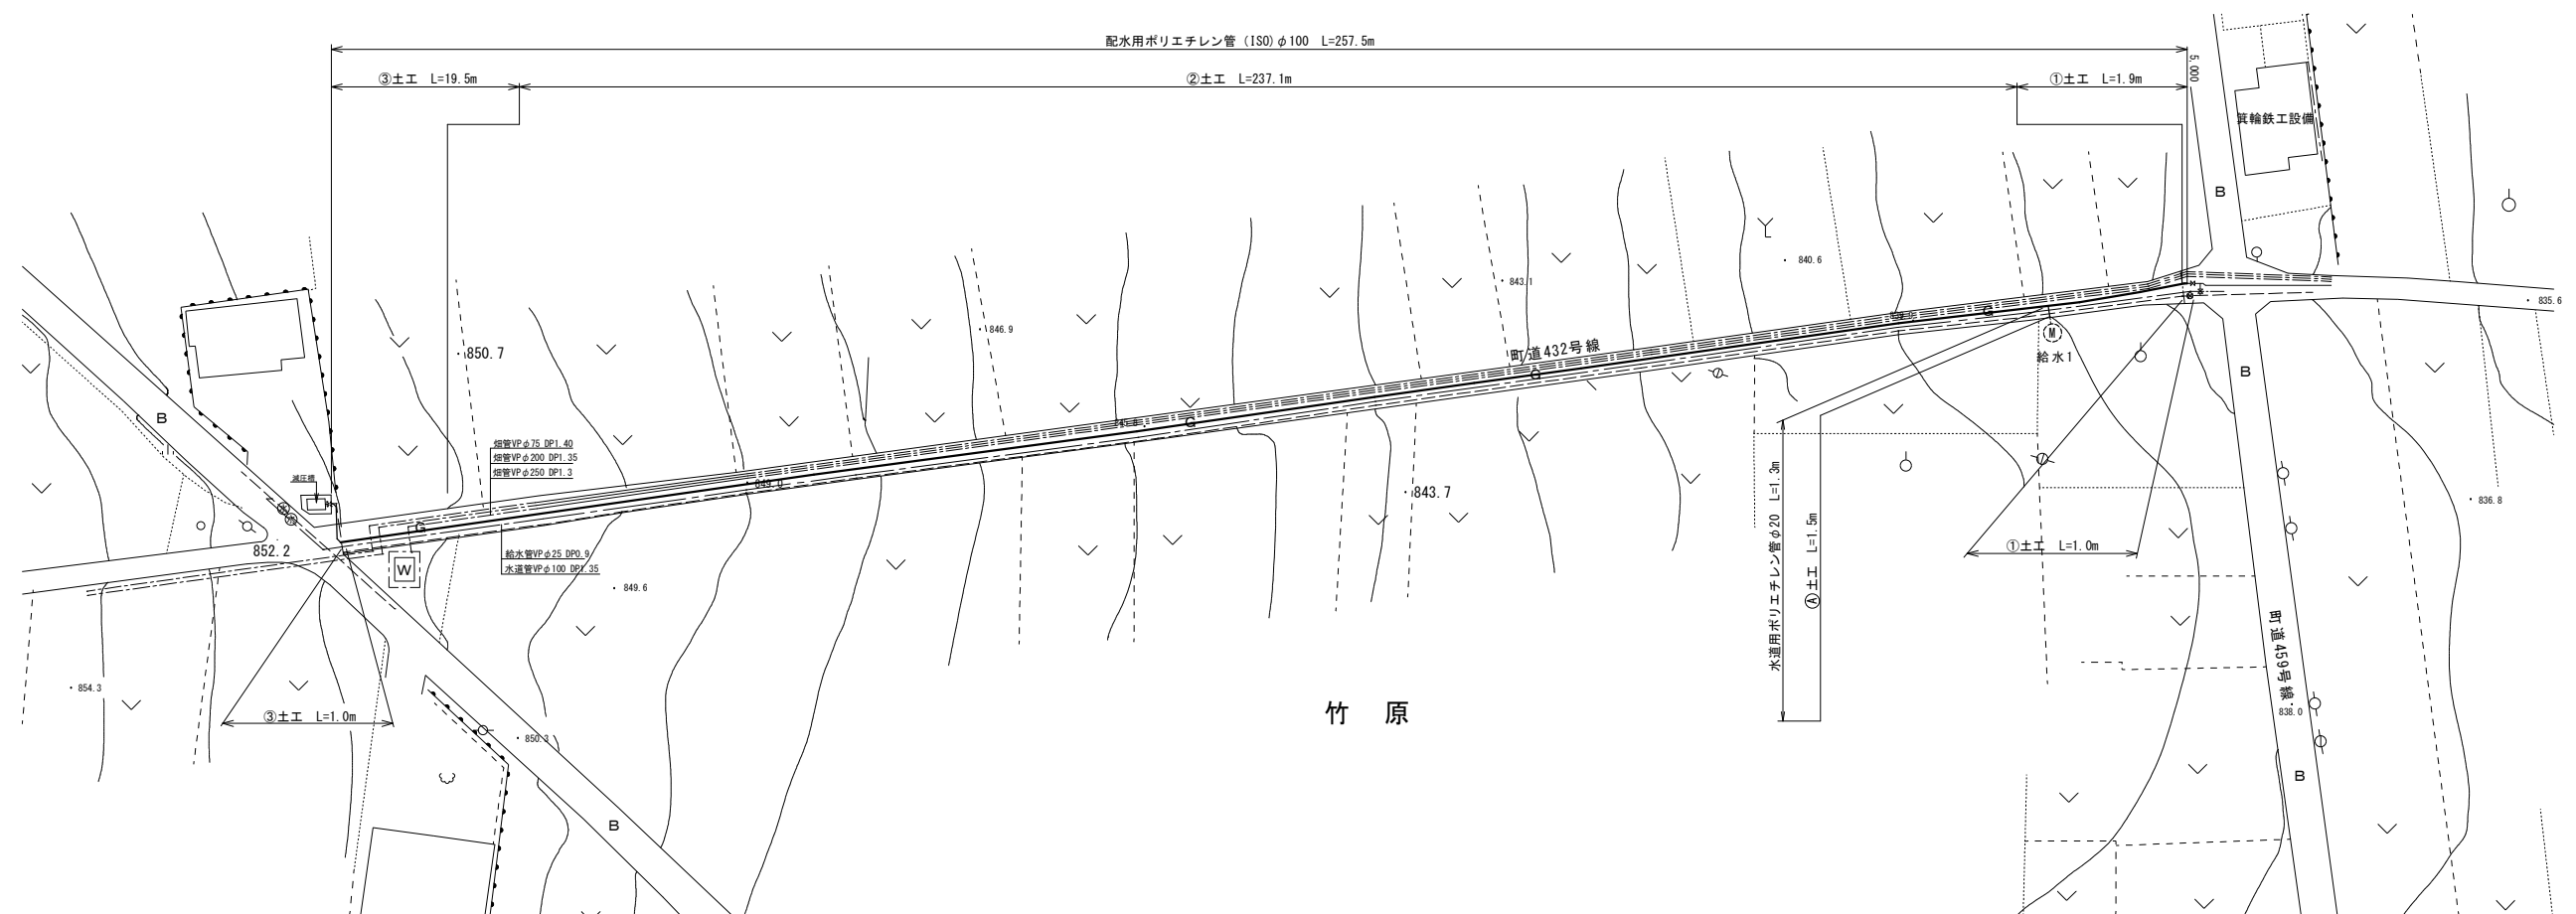 配水用ポリエチレン管 (ISO)φ100 L=257.5m
③土工 L=19.5m
②土工 L=237.1m
①土工 L=1.9m
5.000
箕輪鉄工設備
B
840.6
843.1
835.6
846.9
850.7
町道432号線
G
G
G
M
給水1
B
B
畑管VPφ75 DP1.40
畑管VPφ200 DP1.35
畑管VPφ250 DP1.3
849.0
843.7
836.8
減圧槽
G
852.2
給水管VPφ25 DP0.9
水道管VPφ100 DP1.35
W
849.6
水道用ポリエチレン管φ20 L=1.3m
Ⓐ土工 L=1.5m
①土工 L=1.0m
町道459号線
838.0
854.3
③土工 L=1.0m
850.3
竹 原
B
B